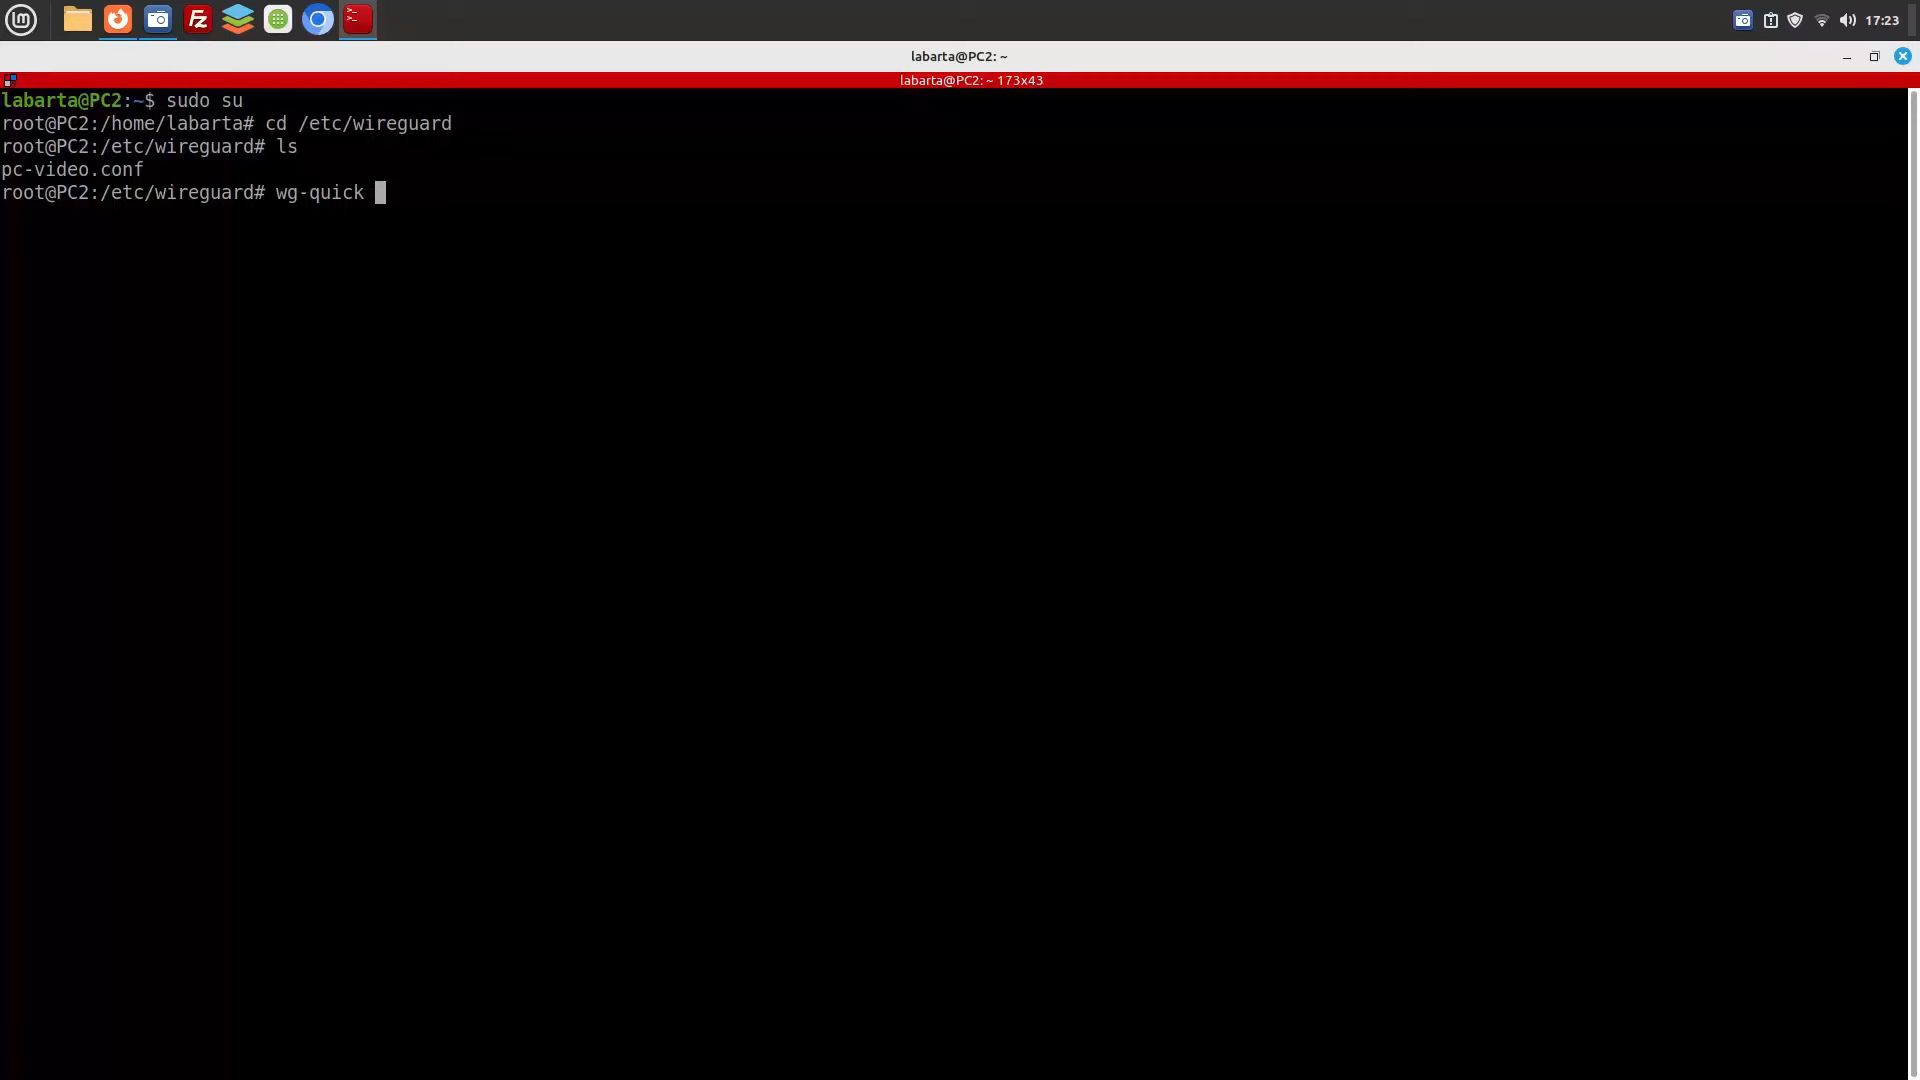 17:23
labarta@PC2: ~
labarta@PC2: ~ 173x43
labarta@PC2:~$ sudo su
root@PC2:/home/labarta# cd /etc/wireguard
root@PC2:/etc/wireguard# ls
pc-video.conf
root@PC2:/etc/wireguard# wg-quick